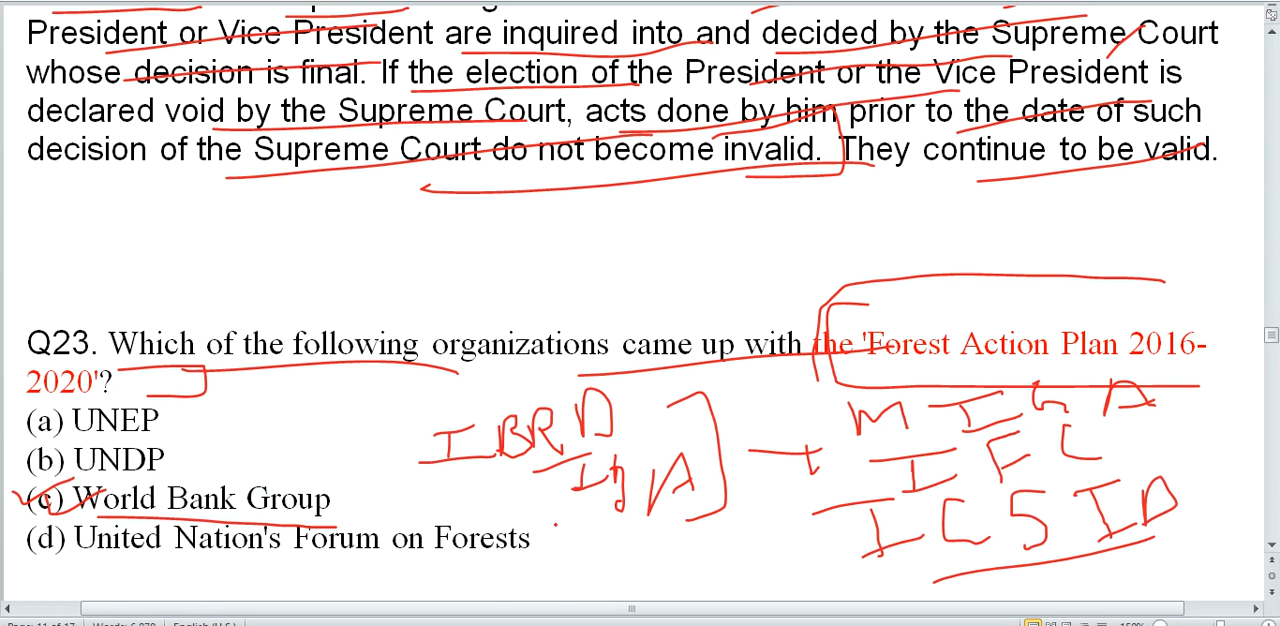 President or Vice President are inquired into and decided by the Supreme Court
whose decision is final. If the election of the President or the Vice President is
declared void by the Supreme Court, acts done by him prior to the date of such
decision of the Supreme Court do not become invalid. They continue to be valid.
Q23. Which of the following organizations came up with the 'Forest Action Plan 2016-
2020'?
(a) UNEP
(b) UNDP
(c) World Bank Group
(d) United Nation's Forum on Forests
IBRD
IDA
+
MIGA
IFC
ICSID